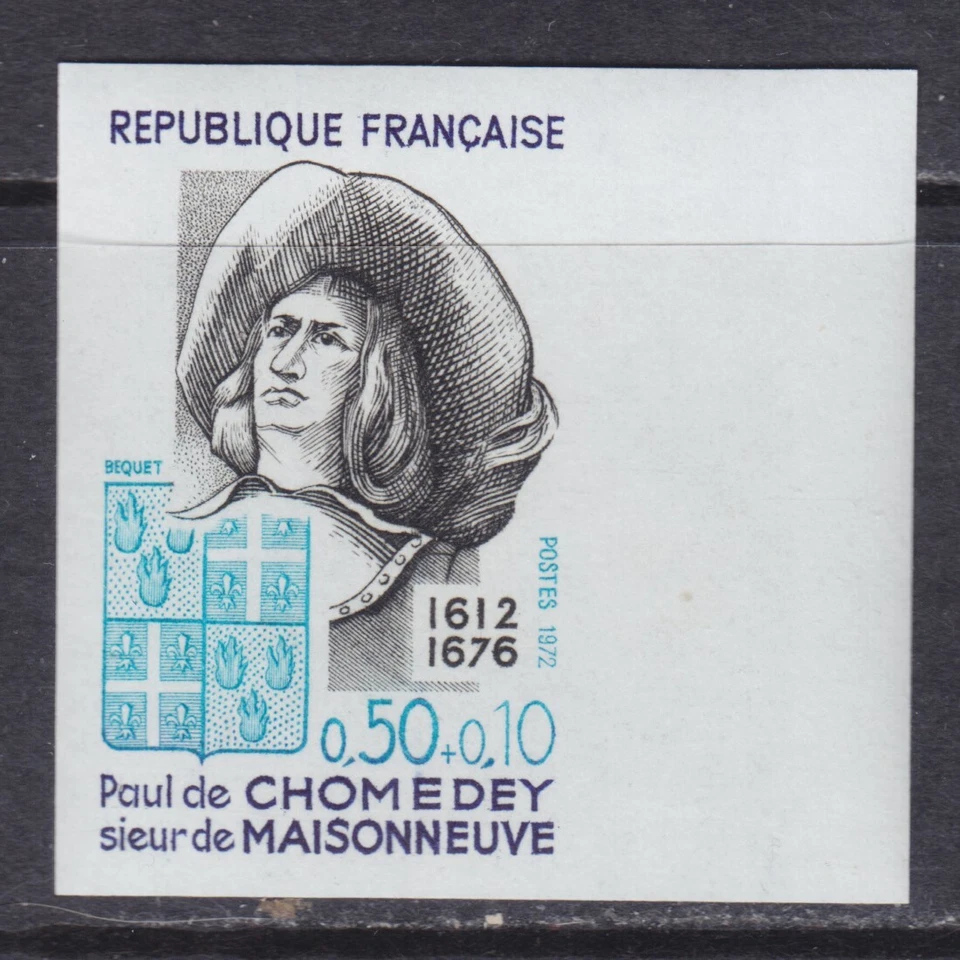 REPUBLIQUE FRANÇAISE
BEQUET
POSTES 1972
1612
1676
0,50+0,10
Paul de CHOMEDEY
sieur de MAISONNEUVE